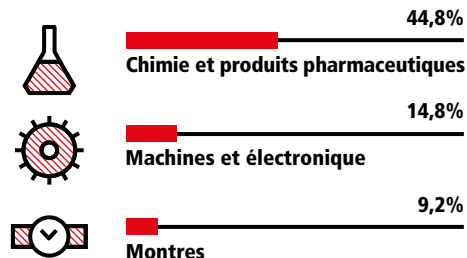 44,8%
Chimie et produits pharmaceutiques
14,8%
Machines et électronique
9,2%
Montres